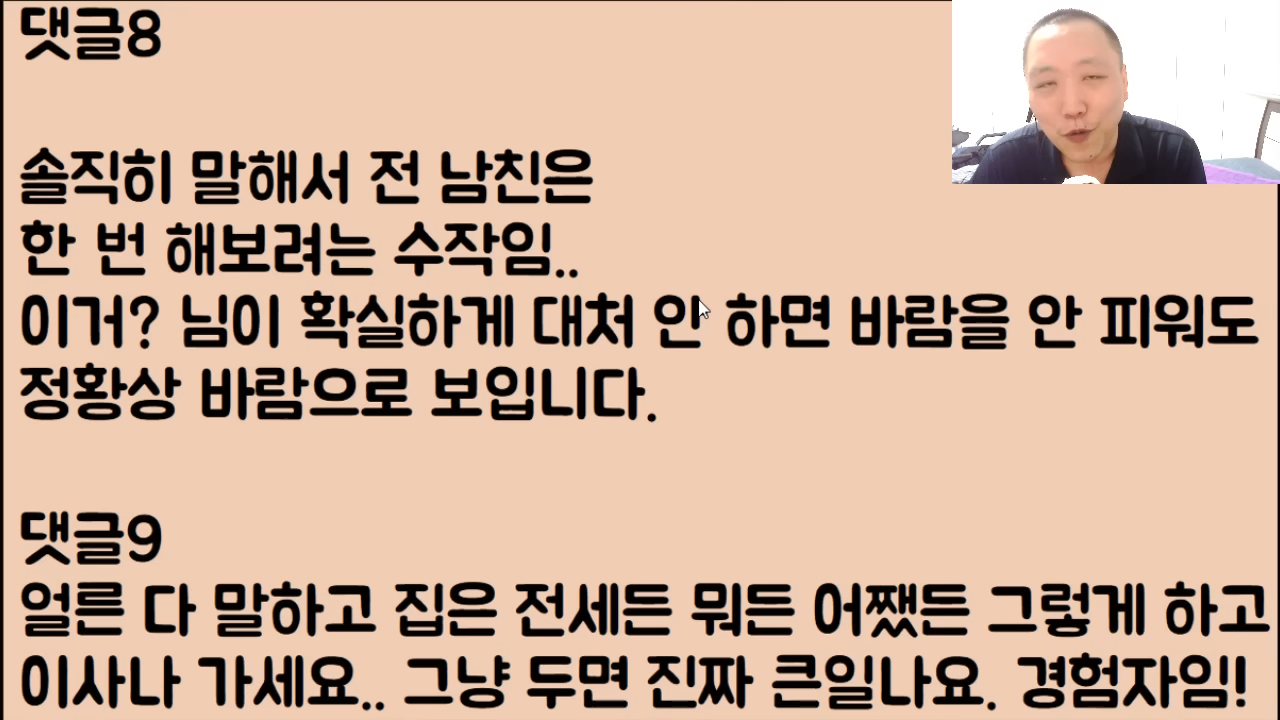 댓글8
솔직히 말해서 전 남친은
한 번 해보려는 수작임..
이거? 님이 확실하게 대처 안 하면 바람을 안 피워도
정황상 바람으로 보입니다.
댓글9
얼른 다 말하고 집은 전세든 뭐든 어쨌든 그렇게 하고
이사나 가세요.. 그냥 두면 진짜 큰일나요. 경험자임!